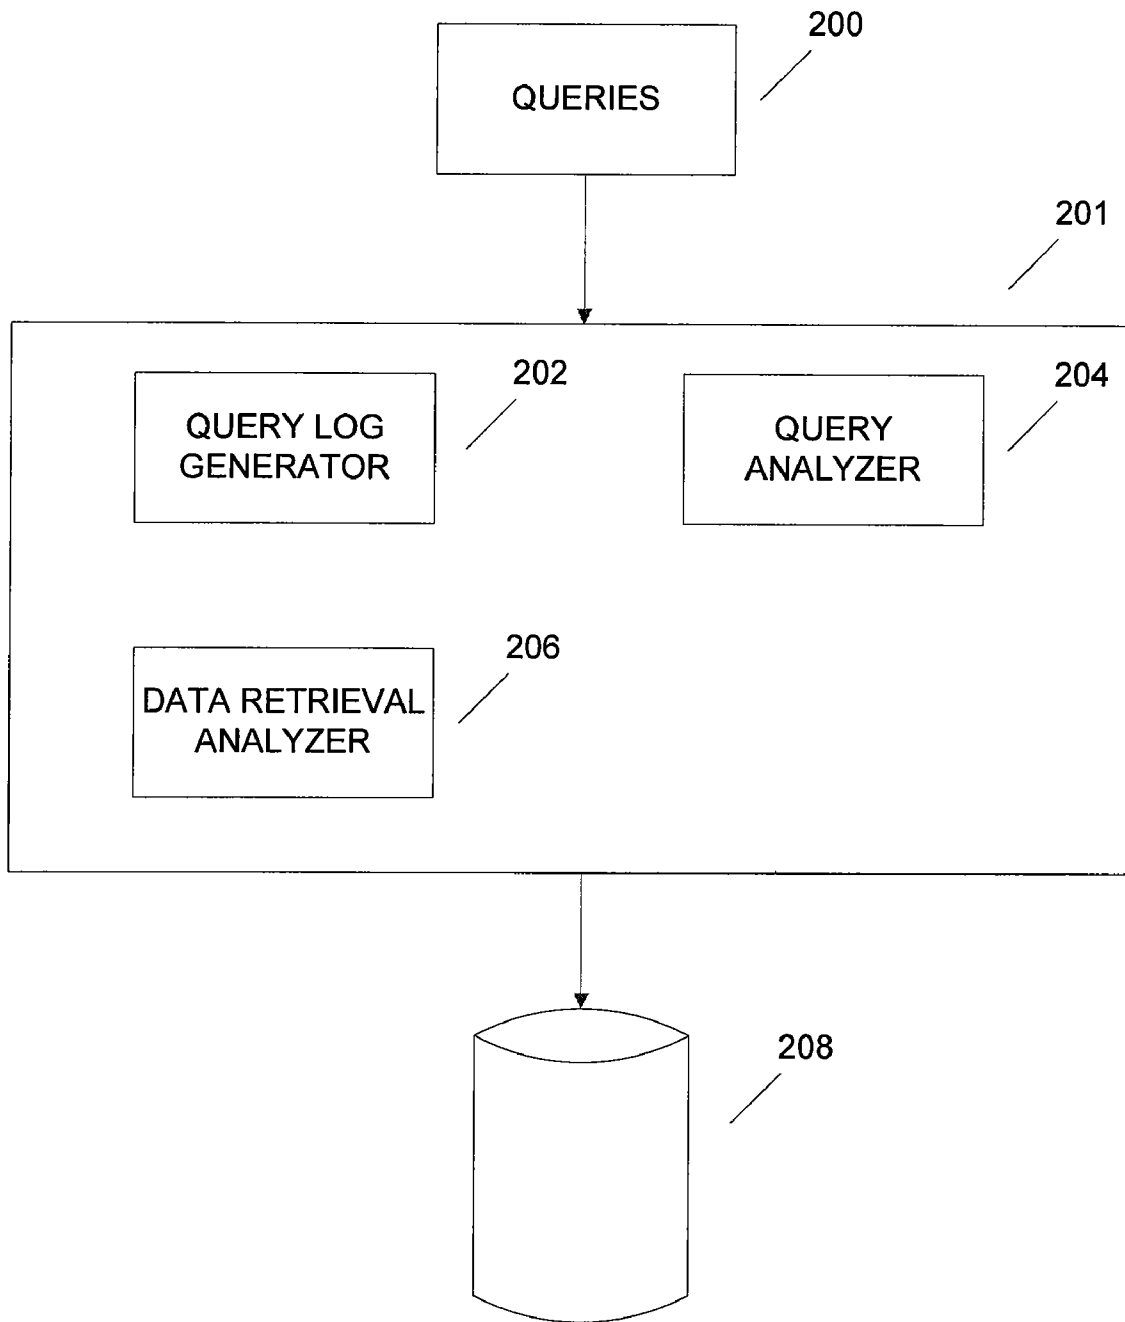 200
QUERIES
201
202
204
QUERY LOG
GENERATOR
QUERY
ANALYZER
206
DATA RETRIEVAL
ANALYZER
208